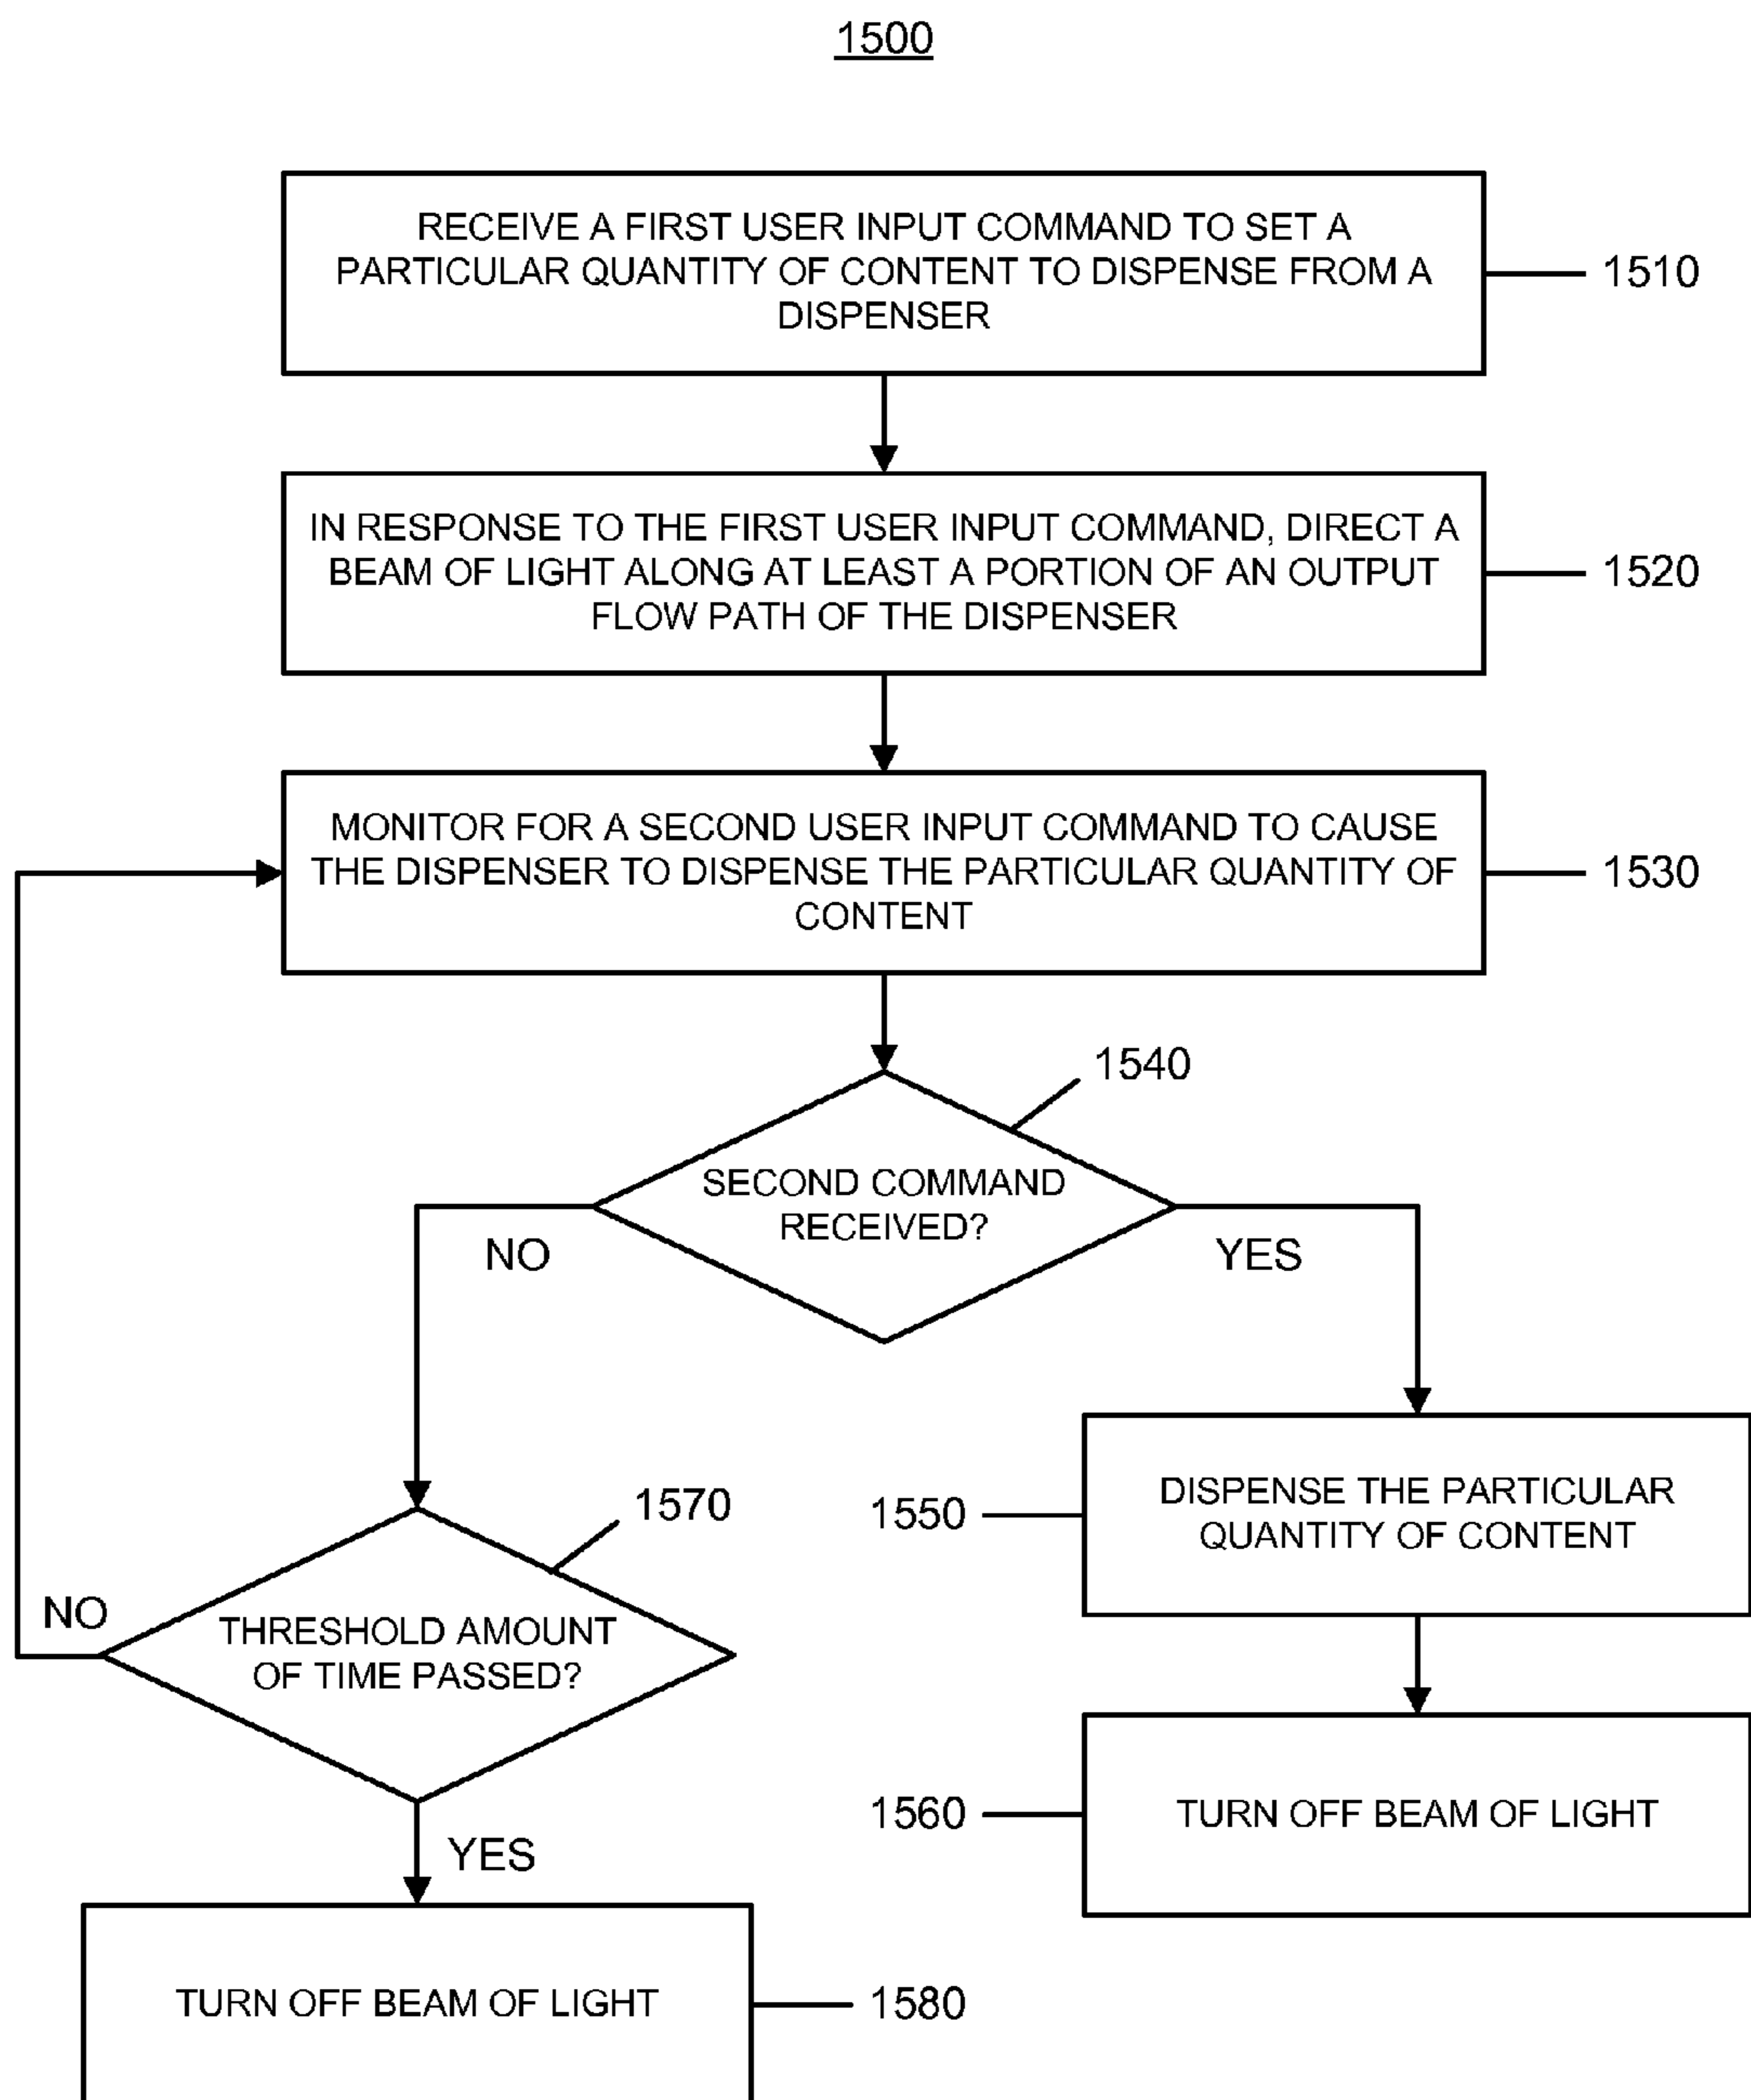 1500
RECEIVE A FIRST USER INPUT COMMAND TO SET A
PARTICULAR QUANTITY OF CONTENT TO DISPENSE FROM A
DISPENSER
1510
IN RESPONSE TO THE FIRST USER INPUT COMMAND, DIRECT A
BEAM OF LIGHT ALONG AT LEAST A PORTION OF AN OUTPUT
FLOW PATH OF THE DISPENSER
1520
MONITOR FOR A SECOND USER INPUT COMMAND TO CAUSE
THE DISPENSER TO DISPENSE THE PARTICULAR QUANTITY OF
CONTENT
1530
1540
SECOND COMMAND
RECEIVED?
NO
YES
1550
DISPENSE THE PARTICULAR
QUANTITY OF CONTENT
1570
NO
THRESHOLD AMOUNT
OF TIME PASSED?
1560
TURN OFF BEAM OF LIGHT
YES
TURN OFF BEAM OF LIGHT
1580